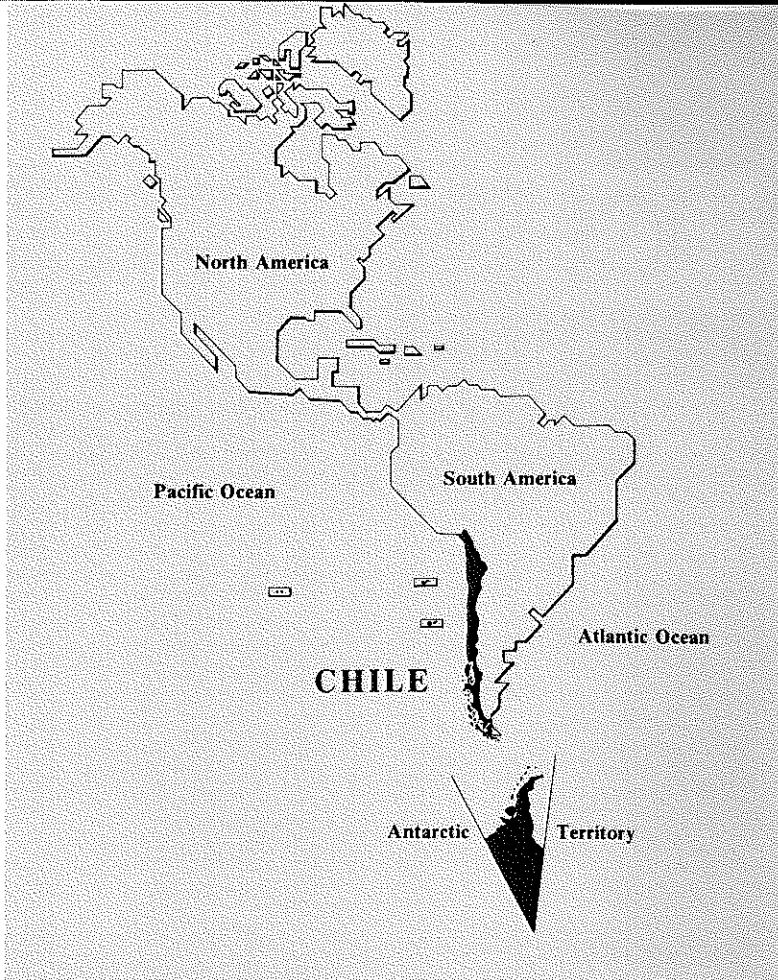 North America
South America
Pacific Ocean
Atlantic Ocean
CHILE
Antarctic Territory